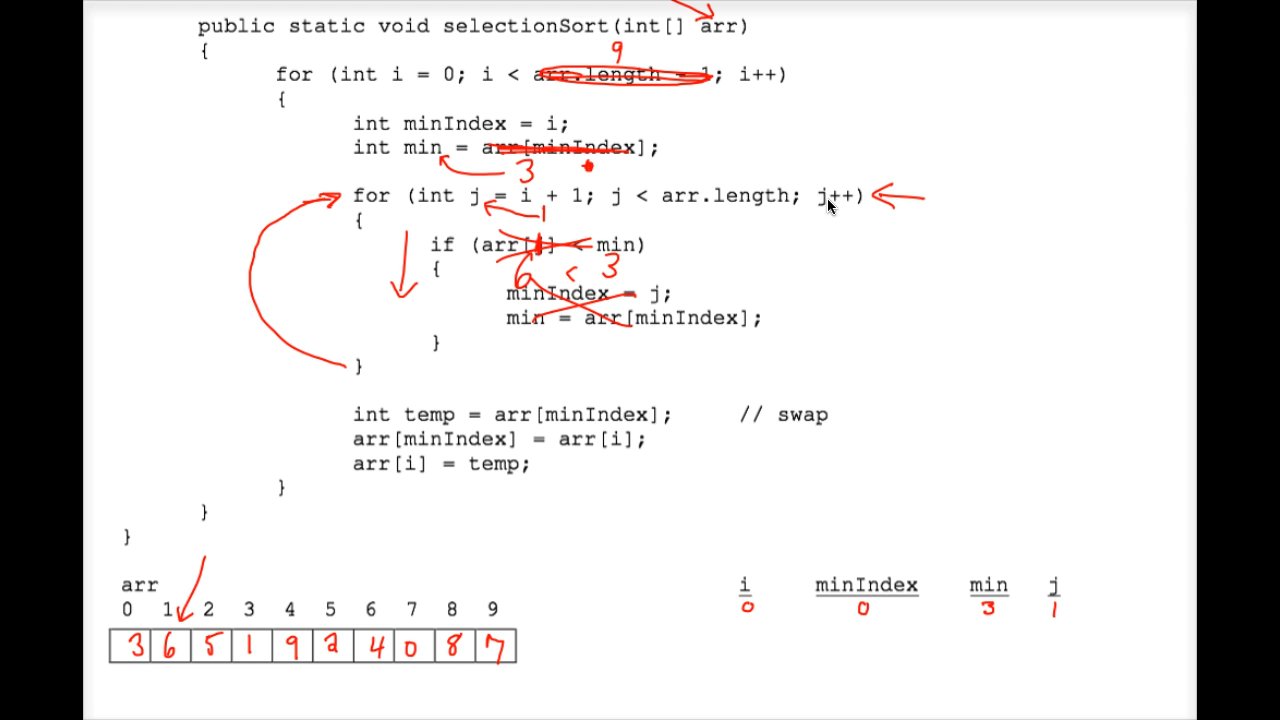 public static void selectionSort(int[] arr)
{
9
for (int i = 0; i < arr.length - 1; i++)
{
int minIndex = i;
int min = arr[minIndex];
3
for (int j = i + 1; j < arr.length; j++)
1
{
if (arr[j] < min)
6 < 3
{
minIndex = j;
min = arr[minIndex];
}
}
int temp = arr[minIndex]; // swap
arr[minIndex] = arr[i];
arr[i] = temp;
}
}
}
arr
i minIndex min j
0 1 2 3 4 5 6 7 8 9
0 0 3 1
3 6 5 1 9 2 4 0 8 7